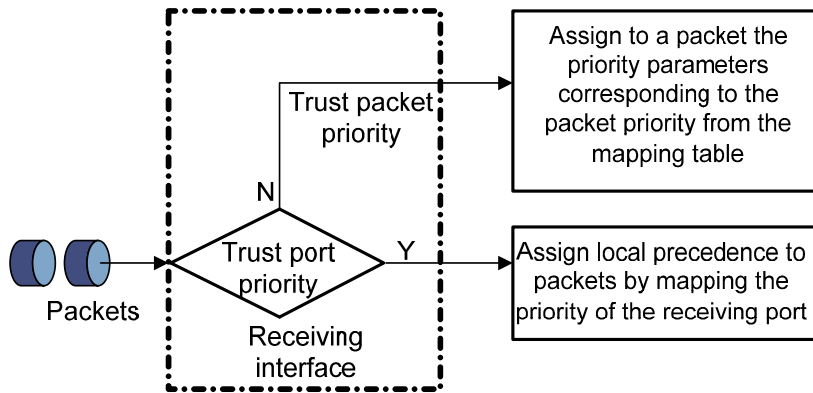 Assign to a packet the
priority parameters
corresponding to the
packet priority from the
mapping table
Trust packet
priority
N
Trust port
priority
Y
Assign local precedence to
packets by mapping the
priority of the receiving port
Packets
Receiving
interface